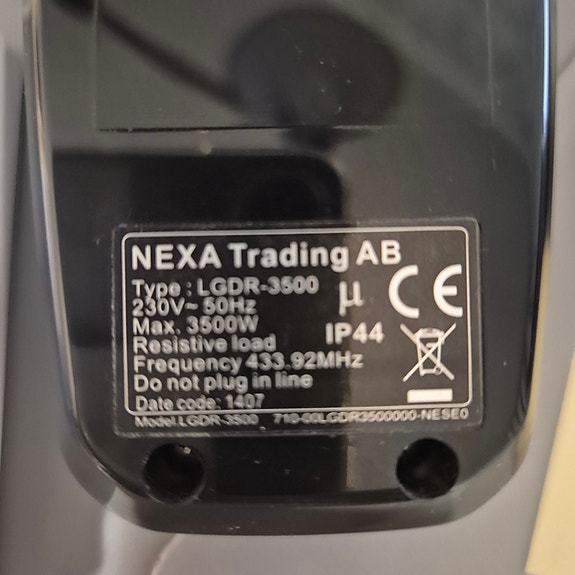 NEXA Trading AB
Type : LGDR-3500
230V~ 50Hz
Max. 3500W
Resistive load
μ
CE
IP44
Frequency 433.92MHz
Do not plug in line
Date code: 1407
Model.LGDR-3500 710-00LGDR3500000-NESE0